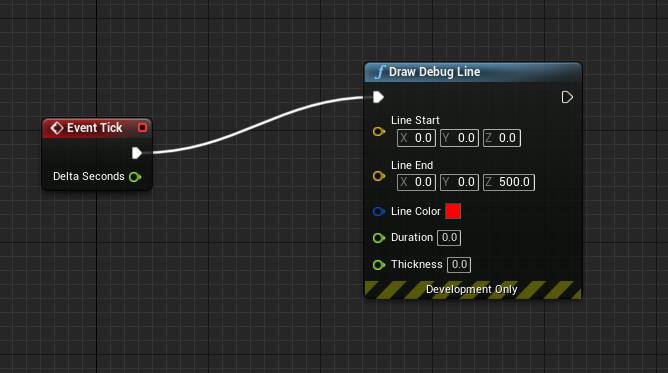 Draw Debug Line
Event Tick
Delta Seconds
Line Start
X 0.0 Y 0.0 Z 0.0
Line End
X 0.0 Y 0.0 Z 500.0
Line Color
Duration 0.0
Thickness 0.0
Development Only